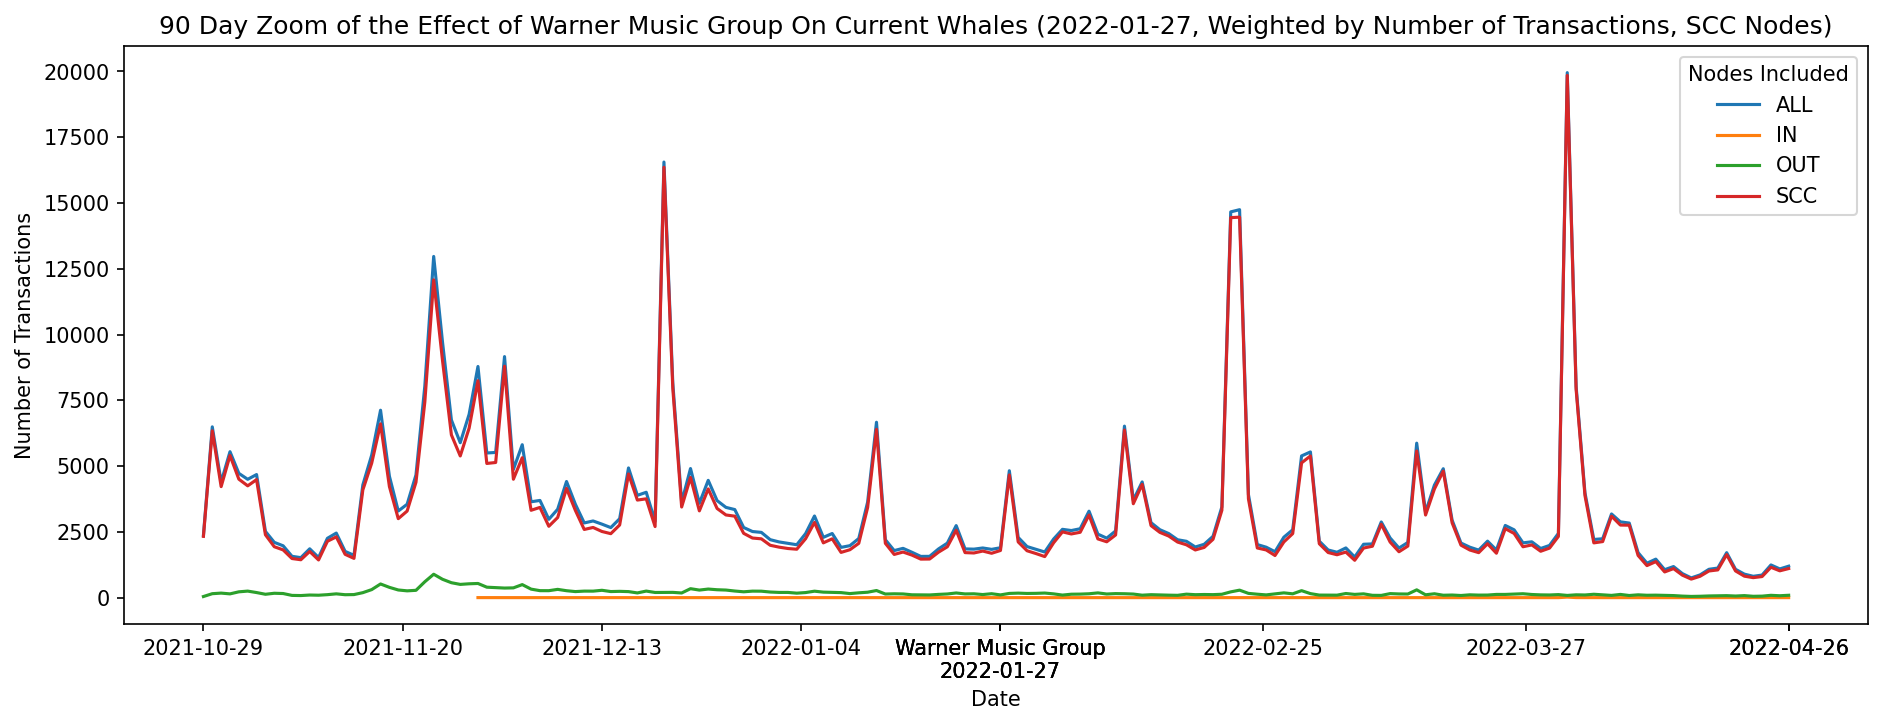 90 Day Zoom of the Effect of Warner Music Group On Current Whales (2022-01-27, Weighted by Number of Transactions, SCC Nodes)
Number of Transactions
20000
17500
15000
12500
10000
7500
5000
2500
0
Nodes Included
ALL
IN
OUT
SCC
2021-10-29
2021-11-20
2021-12-13
2022-01-04
Warner Music Group
2022-01-27
2022-02-25
2022-03-27
2022-04-26
Date